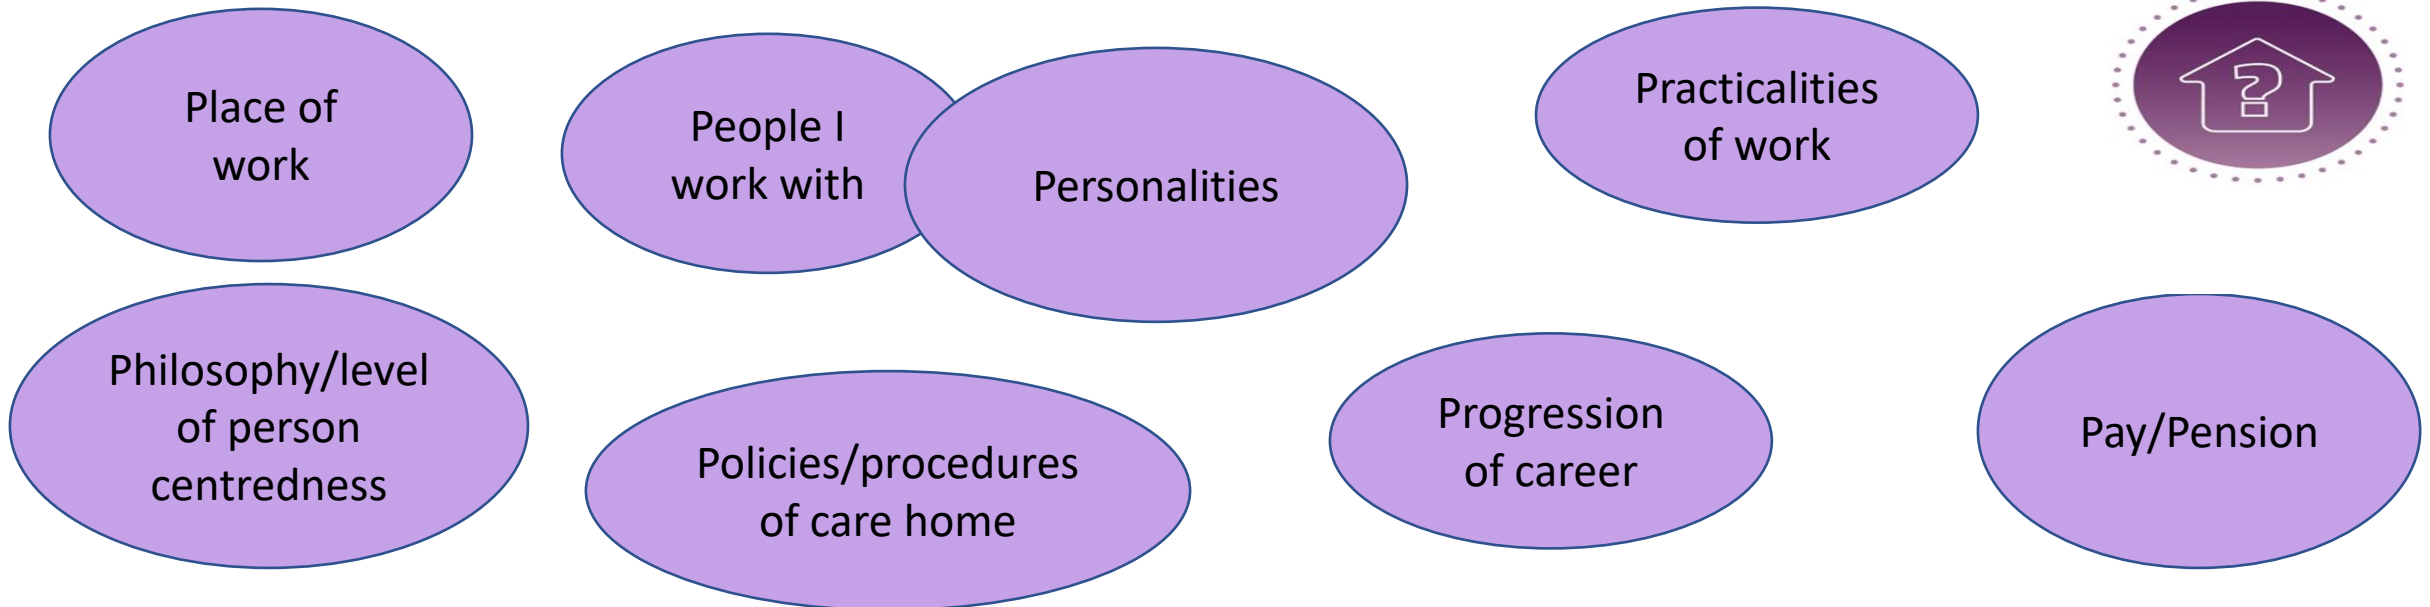 Place of
work
People I
work with
Personalities
Practicalities
of work
?
Philosophy/level
of person
centredness
Policies/procedures
of care home
Progression
of career
Pay/Pension